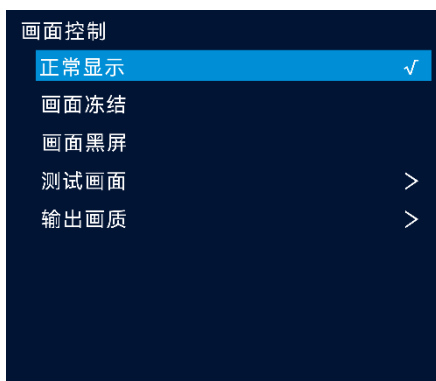 画面控制
正常显示 √
画面冻结
画面黑屏
测试画面 >
输出画质 >